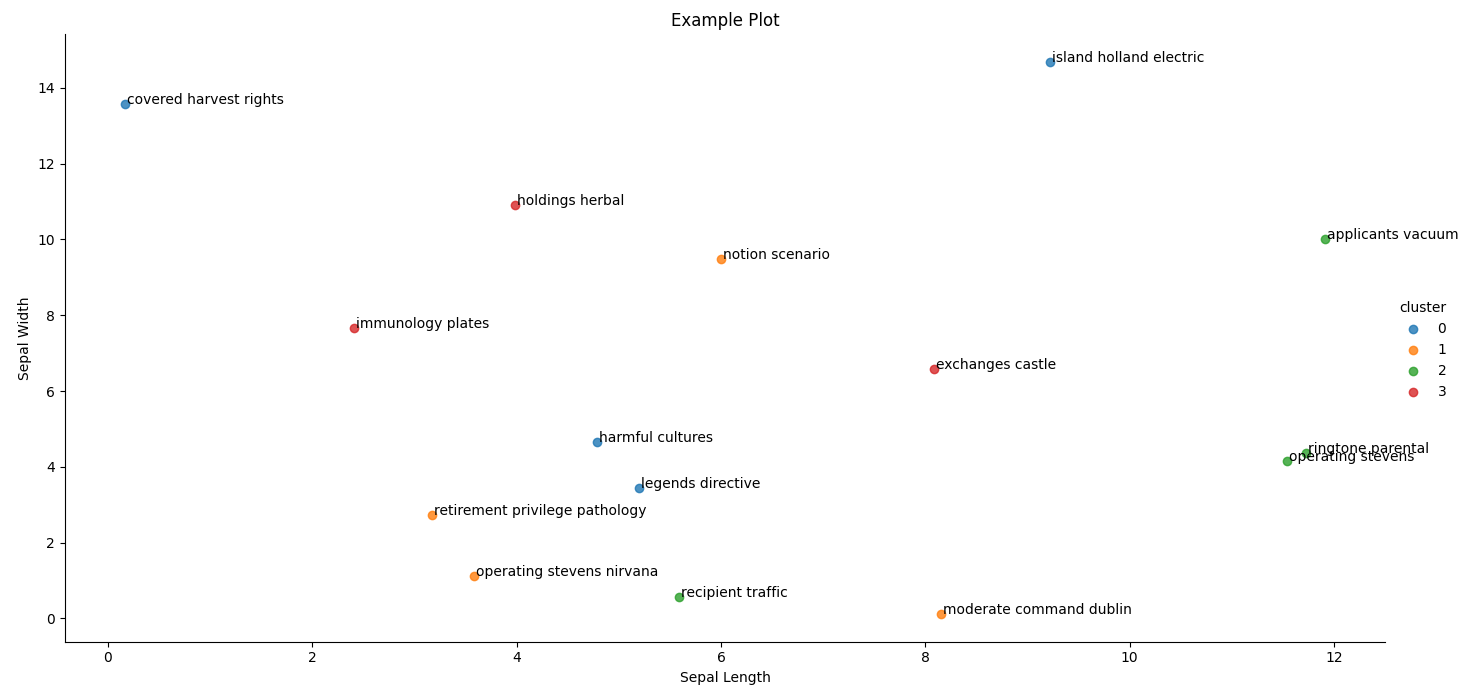 Example Plot
island holland electric
covered harvest rights
holdings herbal
applicants vacuum
notion scenario
immunology plates
exchanges castle
harmful cultures
ringtone parental
operating stevens
legends directive
retirement privilege pathology
operating stevens nirvana
recipient traffic
moderate command dublin
cluster
0
1
2
3
Sepal Width
14
12
10
8
6
4
2
0
0 2 4 6 8 10 12
Sepal Length